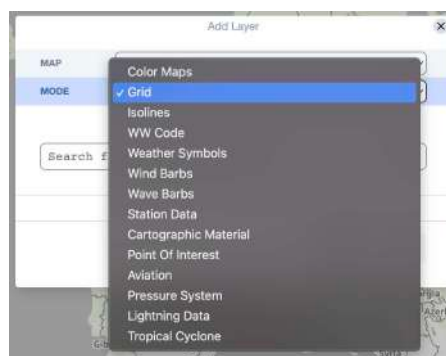 Add Layer
×
MAP
Color Maps
MODE
✓ Grid
Isolines
WW Code
Search f
Weather Symbols
Wind Barbs
Wave Barbs
Station Data
Cartographic Material
Point Of Interest
Aviation
Pressure System
Lightning Data
Tropical Cyclone